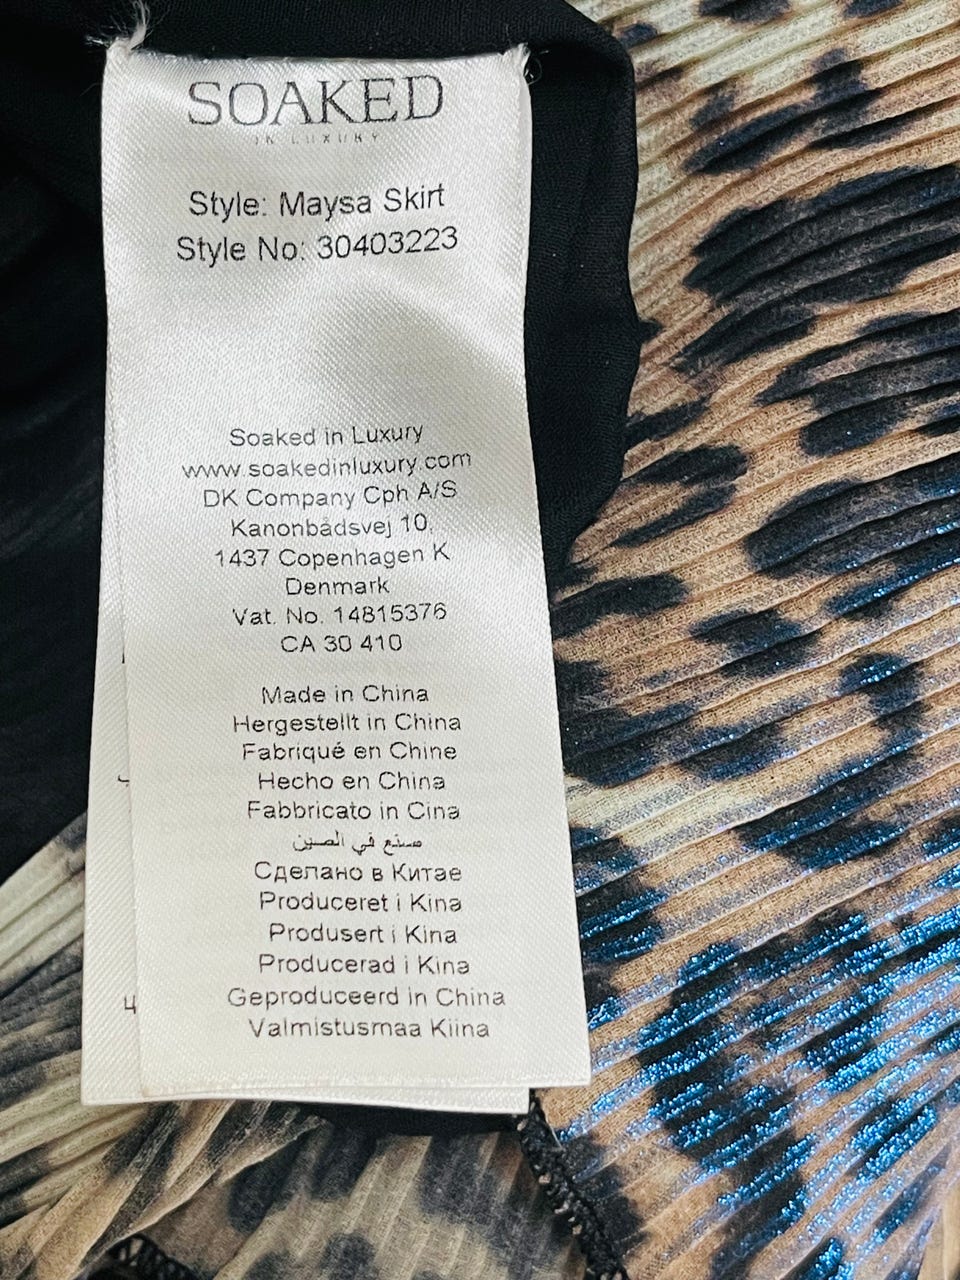 SOAKED
IN LUXURY
Style: Maysa Skirt
Style No: 30403223
Soaked in Luxury
www.soakedinluxury.com
DK Company Cph A/S
Kanonbådsvej 10,
1437 Copenhagen K
Denmark
Vat. No. 14815376
CA 30 410
Made in China
Hergestellt in China
Fabriqué en Chine
Hecho en China
Fabbricato in Cina
صنع في الصين
Сделано в Китае
Produceret i Kina
Produsert i Kina
Producerad i Kina
Geproduceerd in China
Valmistusmaa Kiina